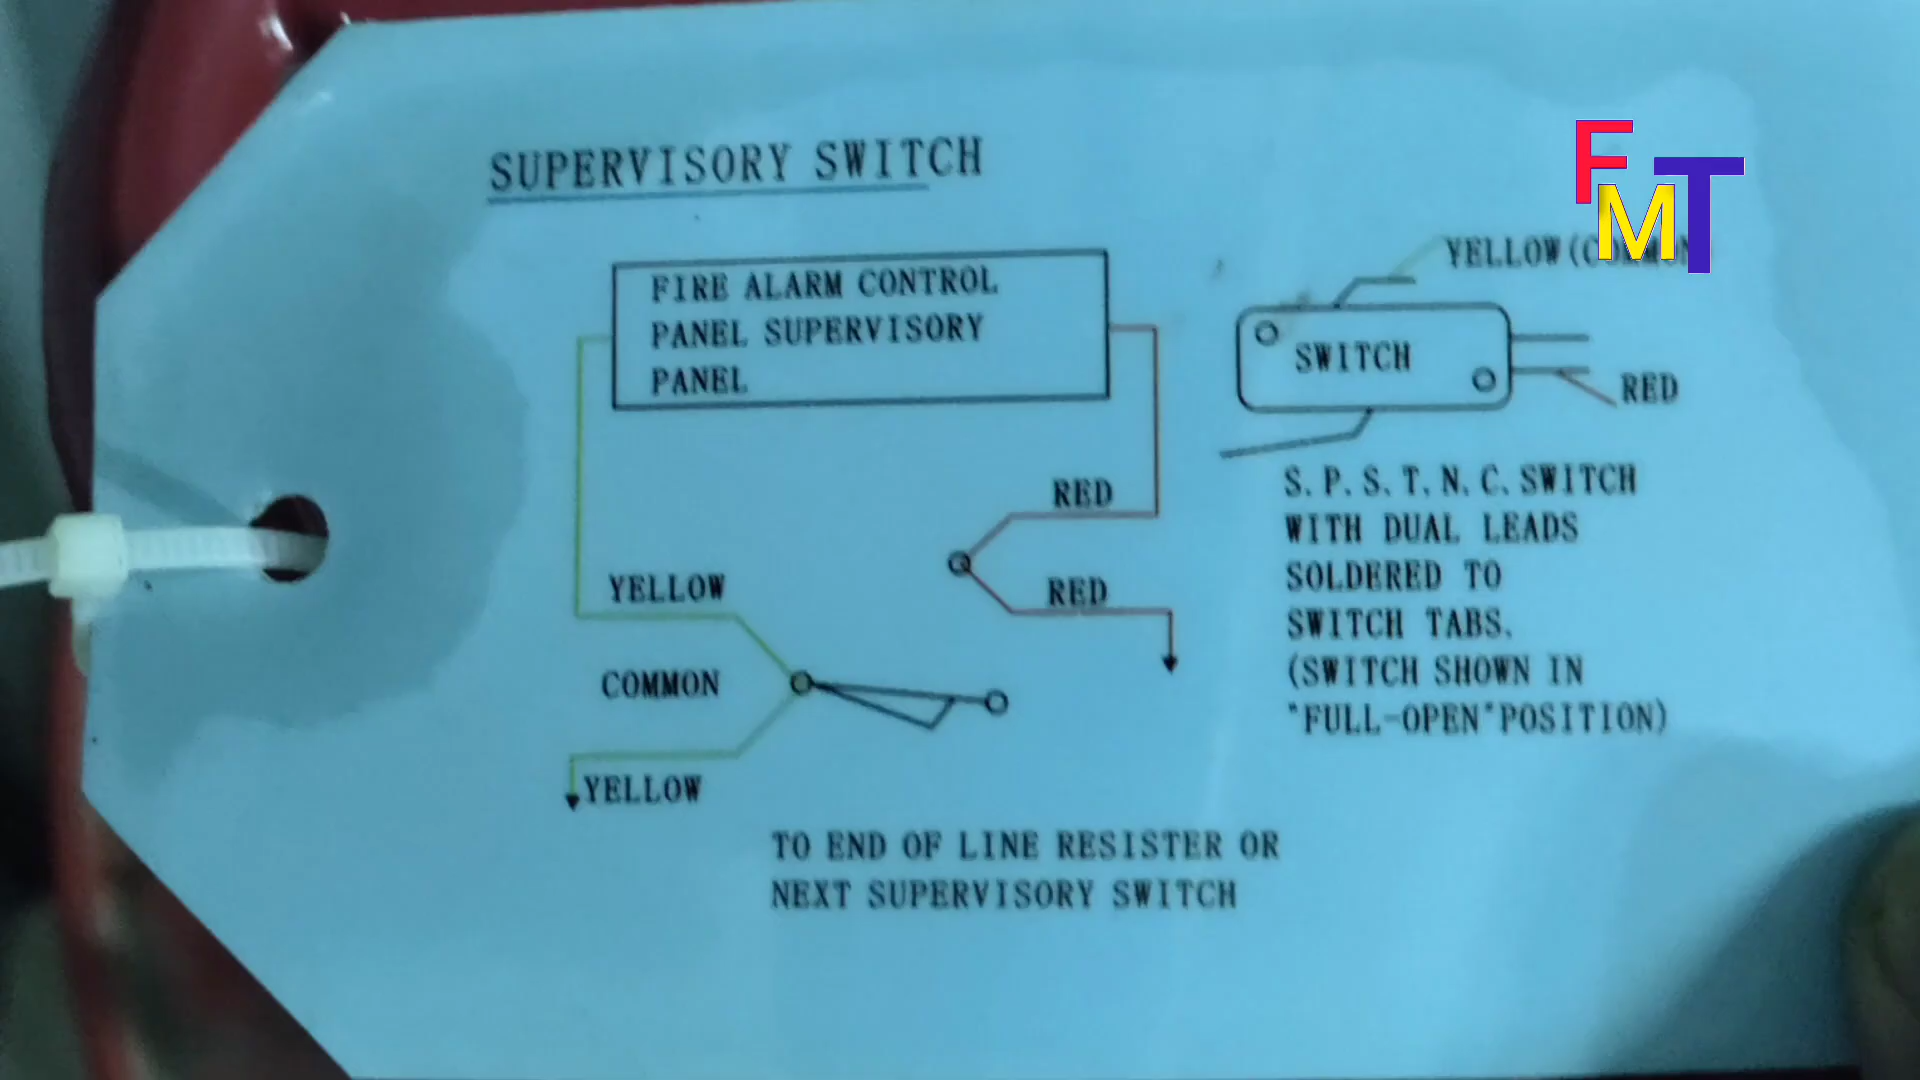 SUPERVISORY SWITCH
FMT
FIRE ALARM CONTROL
PANEL SUPERVISORY
PANEL
YELLOW
SWITCH
RED
RED
RED
YELLOW
COMMON
YELLOW
S.P.S.T.N.C.SWITCH
WITH DUAL LEADS
SOLDERED TO
SWITCH TABS.
(SWITCH SHOWN IN
"FULL-OPEN"POSITION)
TO END OF LINE RESISTER OR
NEXT SUPERVISORY SWITCH